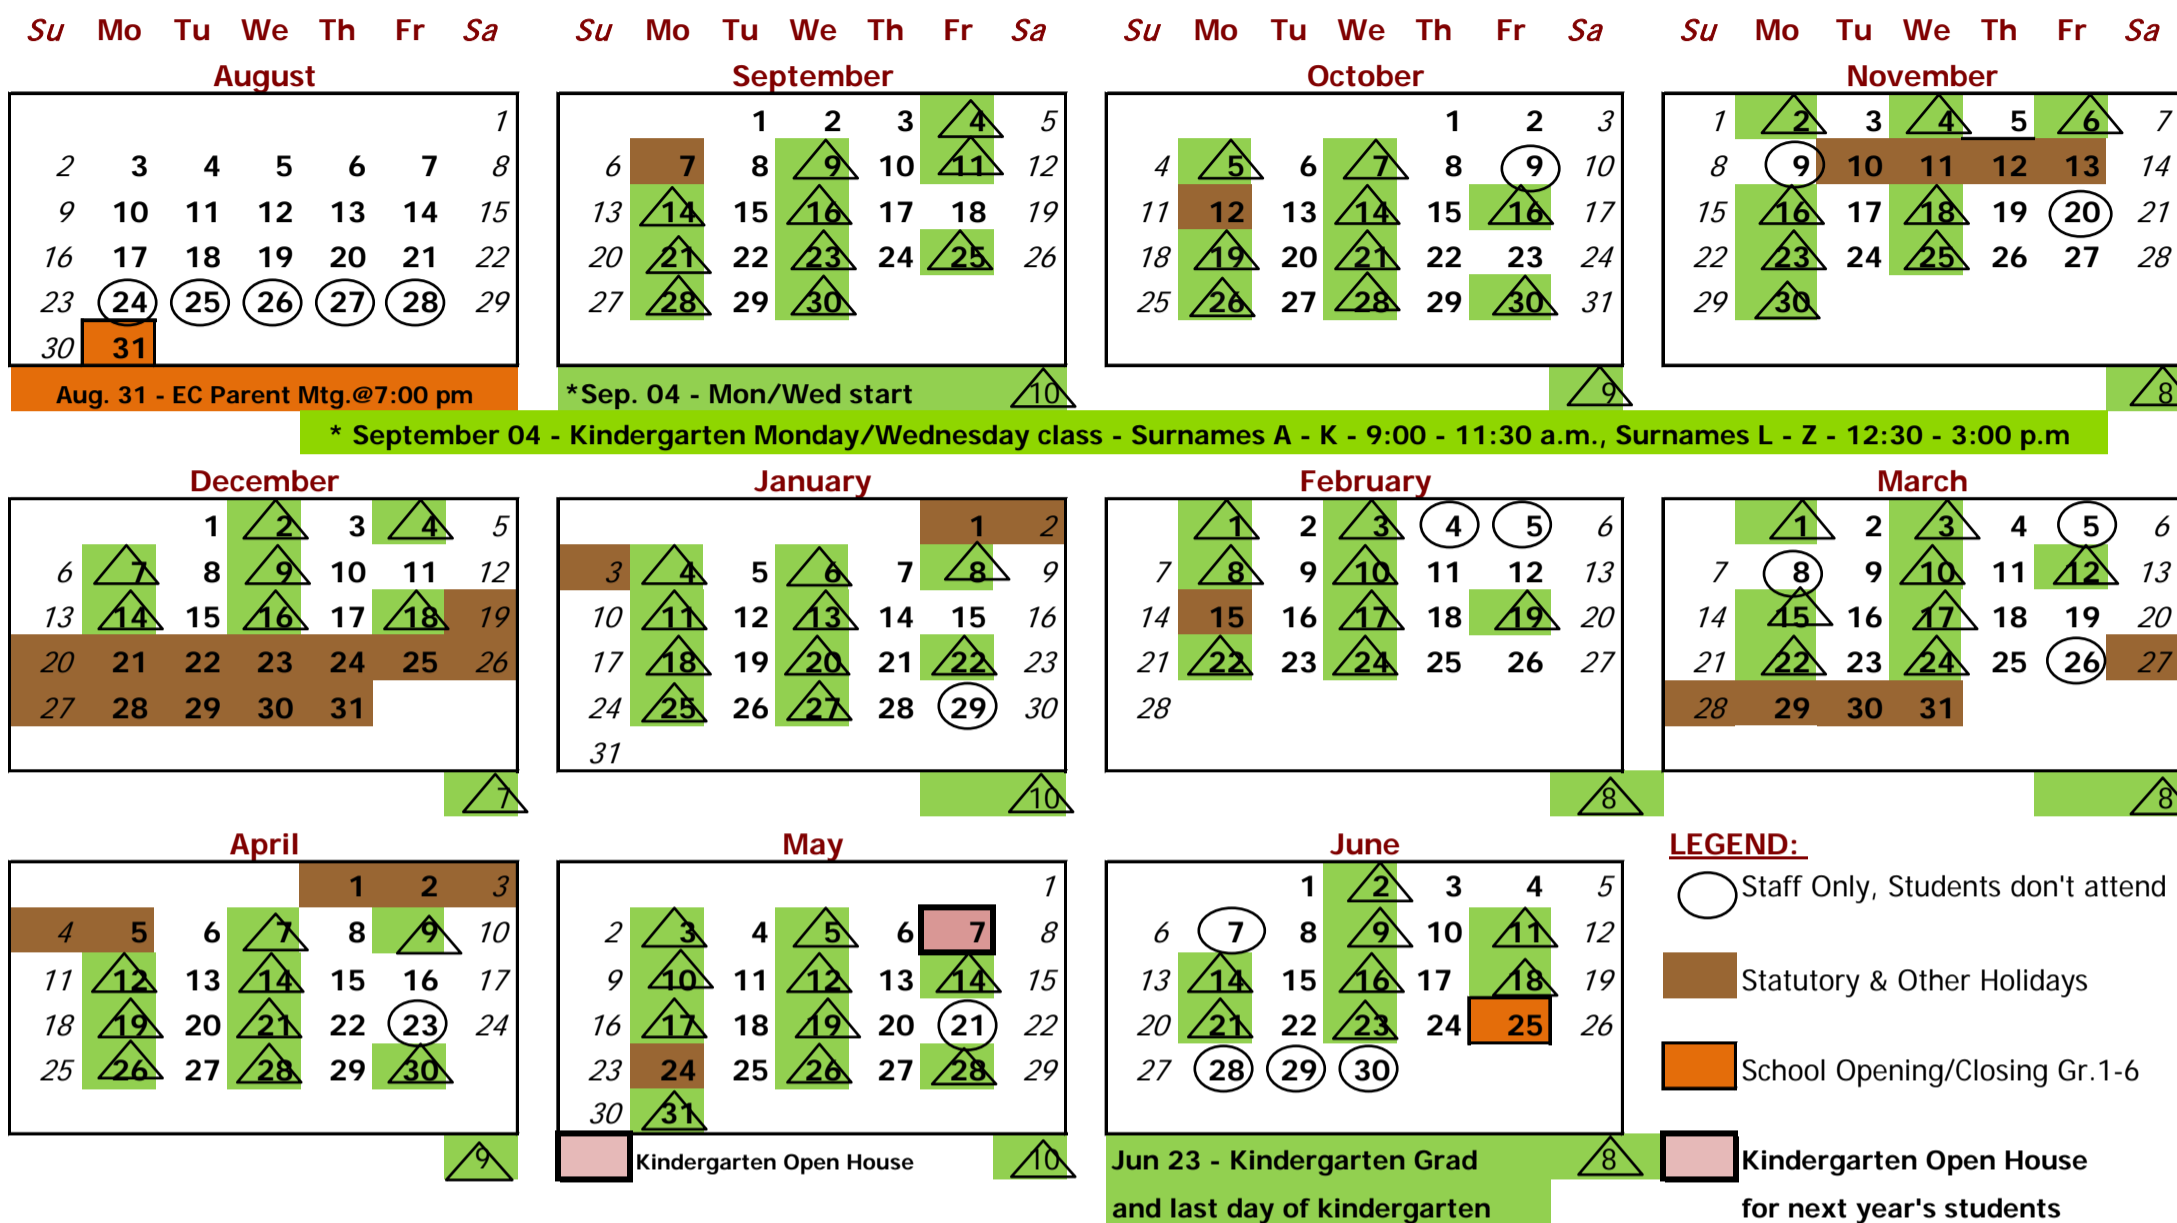 Su Mo Tu We Th Fr Sa Su Mo Tu We Th Fr Sa Su Mo Tu We Th Fr Sa Su Mo Tu We Th Fr Sa
August
1
2 3 4 5 6 7 8
9 10 11 12 13 14 15
16 17 18 19 20 21 22
23 24 25 26 27 28 29
30 31
Aug. 31 - EC Parent Mtg.@7:00 pm
September
1 2 3 4 5
6 7 8 9 10 11 12
13 14 15 16 17 18 19
20 21 22 23 24 25 26
27 28 29 30
*Sep. 04 - Mon/Wed start 10
October
1 2 3
4 5 6 7 8 9 10
11 12 13 14 15 16 17
18 19 20 21 22 23 24
25 26 27 28 29 30 31
9
November
1 2 3 4 5 6 7
8 9 10 11 12 13 14
15 16 17 18 19 20 21
22 23 24 25 26 27 28
29 30
8
* September 04 - Kindergarten Monday/Wednesday class - Surnames A - K - 9:00 - 11:30 a.m., Surnames L - Z - 12:30 - 3:00 p.m
December
1 2 3 4 5
6 7 8 9 10 11 12
13 14 15 16 17 18 19
20 21 22 23 24 25 26
27 28 29 30 31
7
January
1 2
3 4 5 6 7 8 9
10 11 12 13 14 15 16
17 18 19 20 21 22 23
24 25 26 27 28 29 30
31
10
February
1 2 3 4 5 6
7 8 9 10 11 12 13
14 15 16 17 18 19 20
21 22 23 24 25 26 27
28
8
March
1 2 3 4 5 6
7 8 9 10 11 12 13
14 15 16 17 18 19 20
21 22 23 24 25 26 27
28 29 30 31
8
April
1 2 3
4 5 6 7 8 9 10
11 12 13 14 15 16 17
18 19 20 21 22 23 24
25 26 27 28 29 30
9
May
1
2 3 4 5 6 7 8
9 10 11 12 13 14 15
16 17 18 19 20 21 22
23 24 25 26 27 28 29
30 31
Kindergarten Open House 10
June
1 2 3 4 5
6 7 8 9 10 11 12
13 14 15 16 17 18 19
20 21 22 23 24 25 26
27 28 29 30
Jun 23 - Kindergarten Grad 8
and last day of kindergarten
LEGEND:
Staff Only, Students don't attend
Statutory & Other Holidays
School Opening/Closing Gr.1-6
Kindergarten Open House
for next year's students